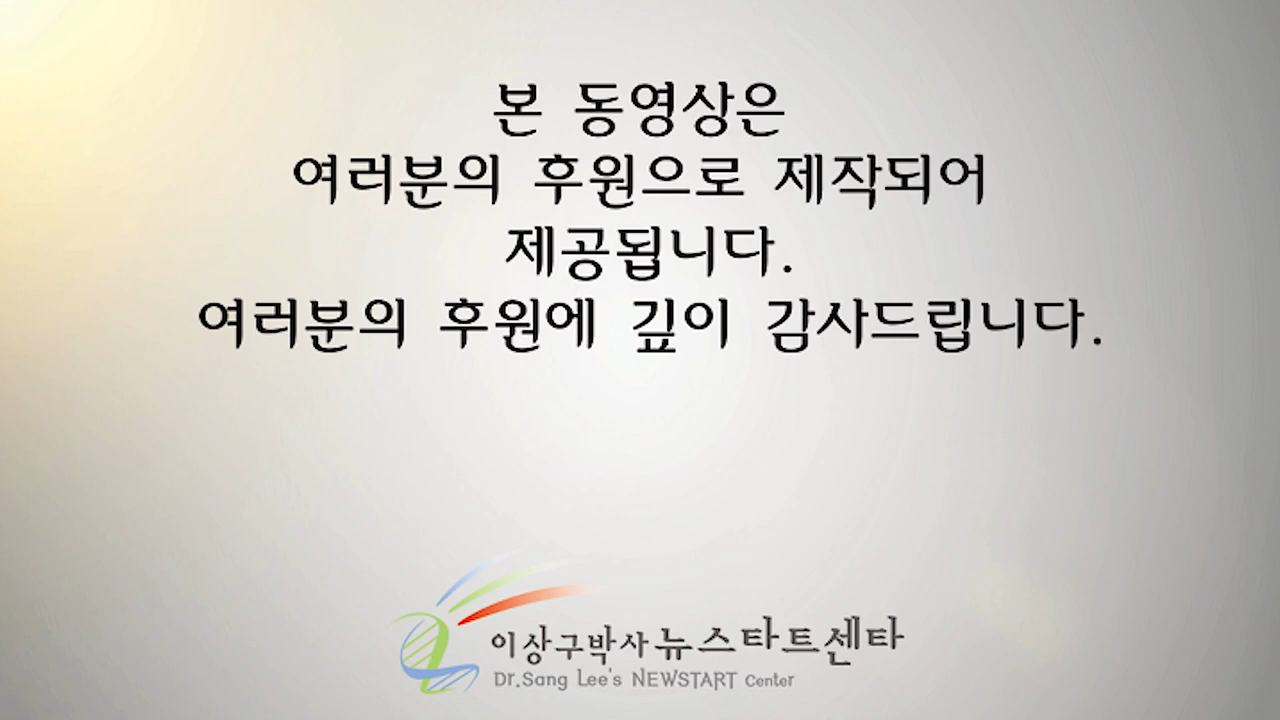 본 동영상은
여러분의 후원으로 제작되어
제공됩니다.
여러분의 후원에 깊이 감사드립니다.
이상구박사 뉴스타트센타
Dr.Sang Lee's NEWSTART Center